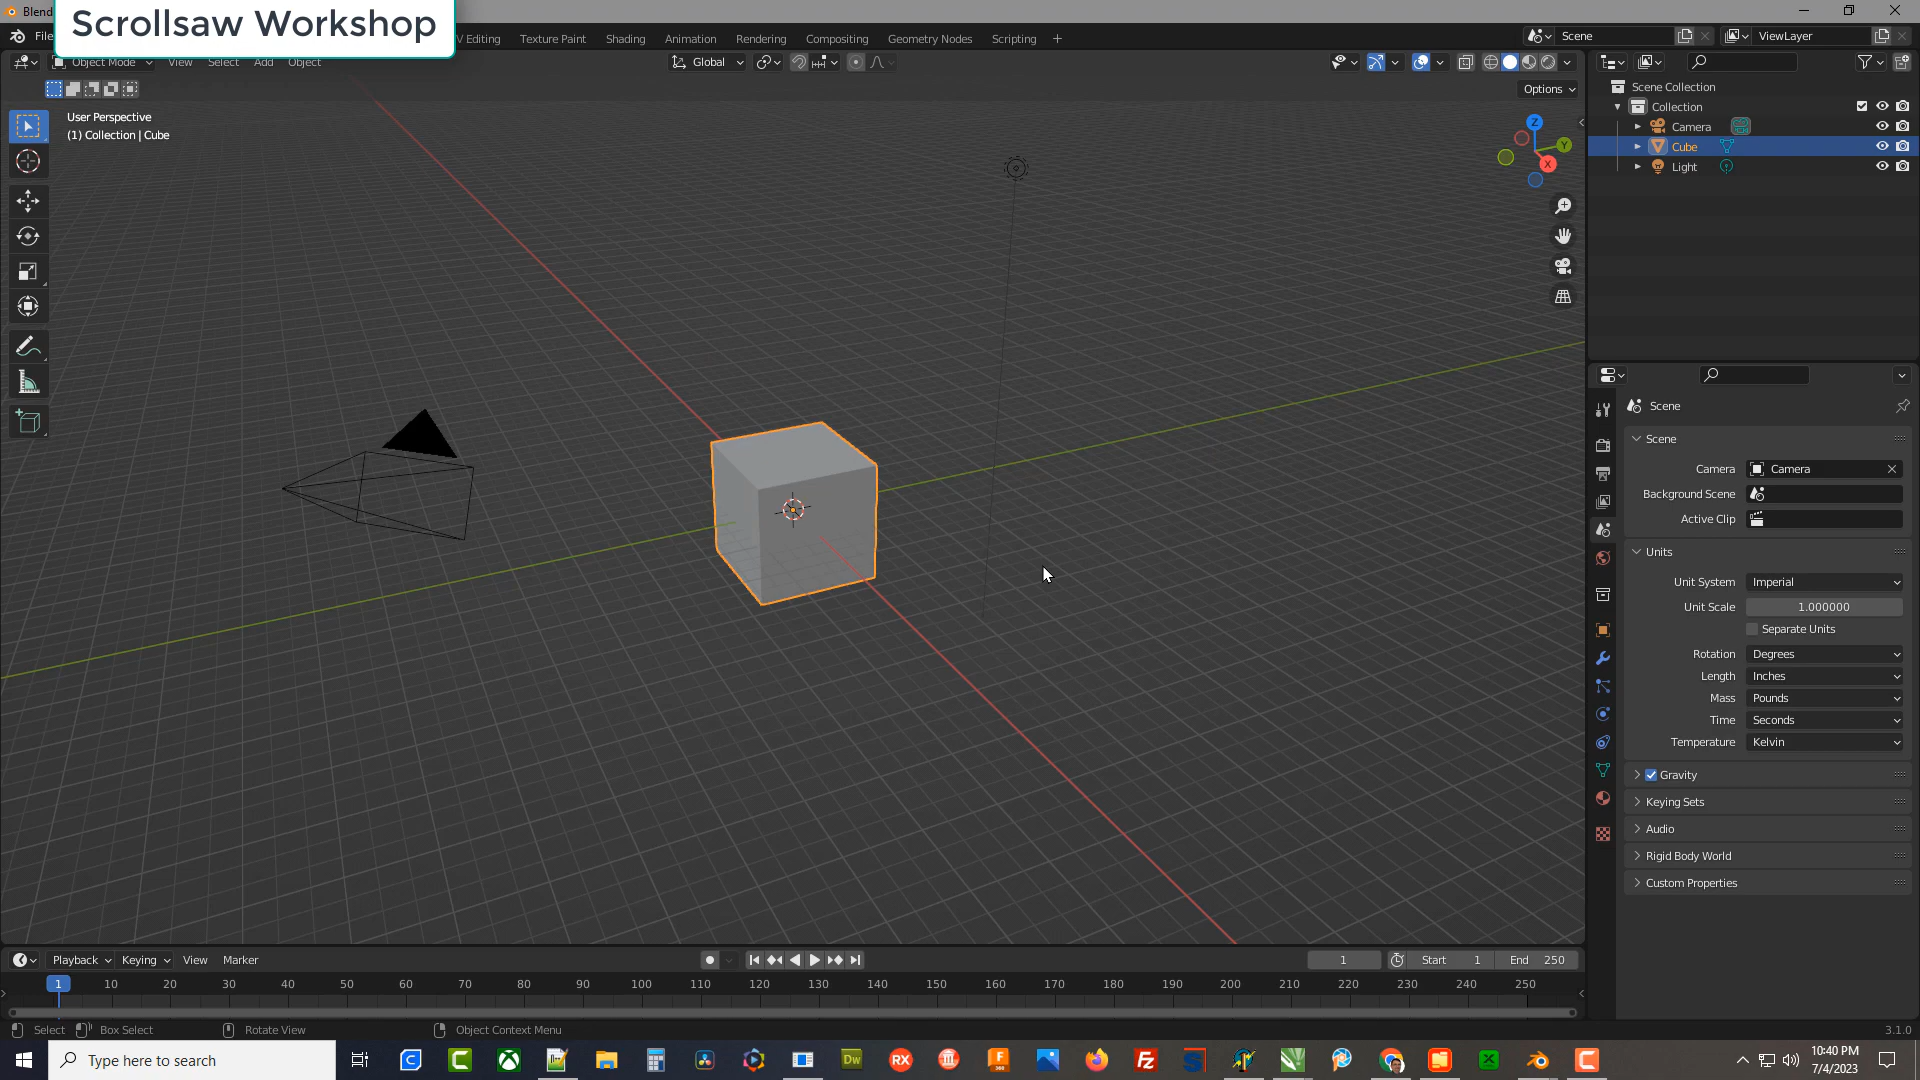 Blend
Scrollsaw Workshop
File
V Editing
Texture Paint
Shading
Animation
Rendering
Compositing
Geometry Nodes
Scripting
Scene
ViewLayer
Object Mode
View
Select
Add
Object
Global
Options
User Perspective
(1) Collection | Cube
Z
Y
X
Scene Collection
Collection
Camera
Cube
Light
Scene
Scene
Camera
Camera
Background Scene
Active Clip
Units
Unit System
Imperial
Unit Scale
1.000000
Separate Units
Rotation
Degrees
Length
Inches
Mass
Pounds
Time
Seconds
Temperature
Kelvin
Gravity
Keying Sets
Audio
Rigid Body World
Custom Properties
Playback
Keying
View
Marker
1
Start 1
End 250
1 10 20 30 40 50 60 70 80 90 100 110 120 130 140 150 160 170 180 190 200 210 220 230 240 250
Select
Box Select
Rotate View
Object Context Menu
3.1.0
Type here to search
Dw
RX
F
360
Fz
10:40 PM
7/4/2023